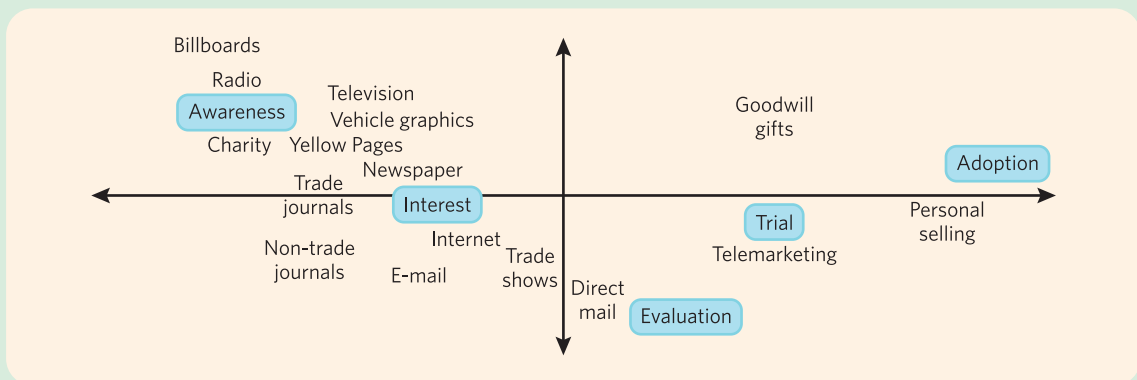 Billboards
Radio
Television
Awareness
Vehicle graphics
Charity
Yellow Pages
Newspaper
Trade
journals
Interest
Non-trade
journals
Internet
E-mail
Trade
shows
Direct
mail
Evaluation
Goodwill
gifts
Adoption
Trial
Telemarketing
Personal
selling